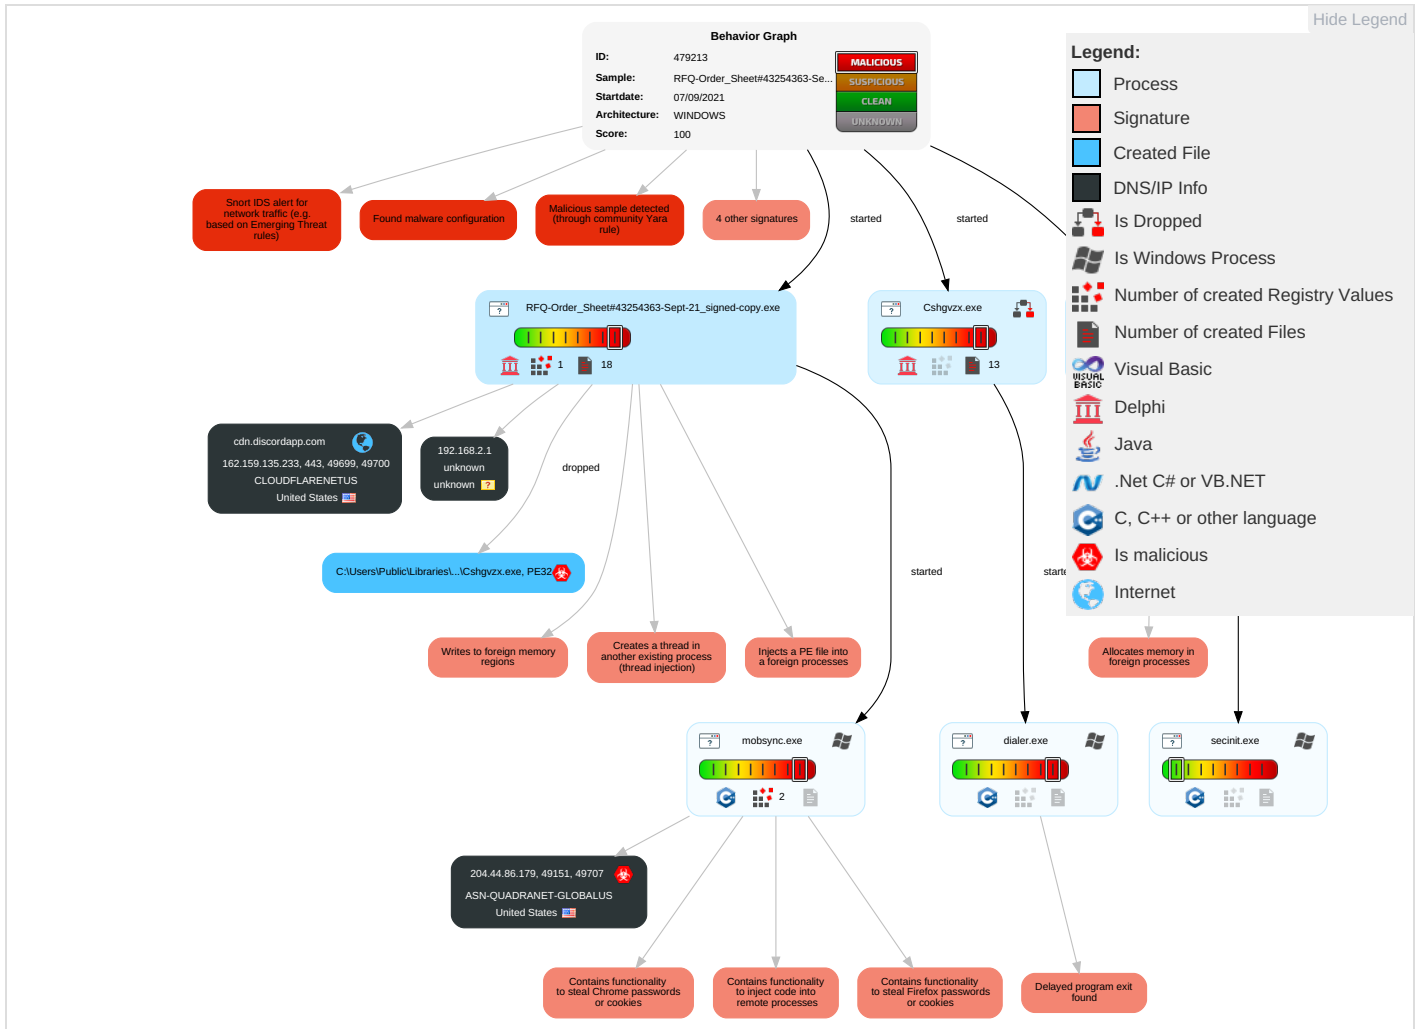 Hide Legend
Behavior Graph
ID: 479213
Sample: RFQ-Order_Sheet#43254363-Se...
Startdate: 07/09/2021
Architecture: WINDOWS
Score: 100
MALICIOUS
SUSPICIOUS
CLEAN
UNKNOWN
Legend:
Process
Signature
Created File
DNS/IP Info
Is Dropped
Is Windows Process
Number of created Registry Values
Number of created Files
VISUAL
BASIC
Visual Basic
Delphi
Java
.Net C# or VB.NET
C, C++ or other language
Is malicious
Internet
Snort IDS alert for
network traffic (e.g.
based on Emerging Threat
rules)
Found malware configuration
Malicious sample detected
(through community Yara
rule)
4 other signatures
started
started
RFQ-Order_Sheet#43254363-Sept-21_signed-copy.exe
1
18
Cshgvzx.exe
13
cdn.discordapp.com
162.159.135.233, 443, 49699, 49700
CLOUDFLARENETUS
United States
192.168.2.1
unknown
unknown
dropped
C:\Users\Public\Libraries\...\Cshgvzx.exe, PE32
started
Writes to foreign memory
regions
Creates a thread in
another existing process
(thread injection)
Injects a PE file into
a foreign processes
Allocates memory in
foreign processes
mobsync.exe
2
dialer.exe
secinit.exe
204.44.86.179, 49151, 49707
ASN-QUADRANET-GLOBALUS
United States
Contains functionality
to steal Chrome passwords
or cookies
Contains functionality
to inject code into
remote processes
Contains functionality
to steal Firefox passwords
or cookies
Delayed program exit
found